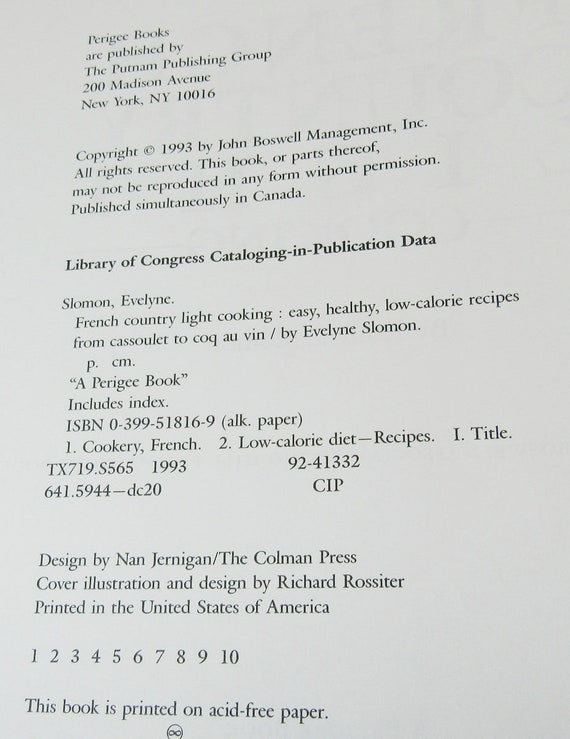 Perigee Books
are published by
The Putnam Publishing Group
200 Madison Avenue
New York, NY 10016
Copyright © 1993 by John Boswell Management, Inc.
All rights reserved. This book, or parts thereof,
may not be reproduced in any form without permission.
Published simultaneously in Canada.
Library of Congress Cataloging-in-Publication Data
Slomon, Evelyne.
French country light cooking : easy, healthy, low-calorie recipes
from cassoulet to coq au vin / by Evelyne Slomon.
p. cm.
“A Perigee Book”
Includes index.
ISBN 0-399-51816-9 (alk. paper)
1. Cookery, French. 2. Low-calorie diet—Recipes. I. Title.
TX719.S565 1993 92-41332
641.5944—dc20 CIP
Design by Nan Jernigan/The Colman Press
Cover illustration and design by Richard Rossiter
Printed in the United States of America
1 2 3 4 5 6 7 8 9 10
This book is printed on acid-free paper.